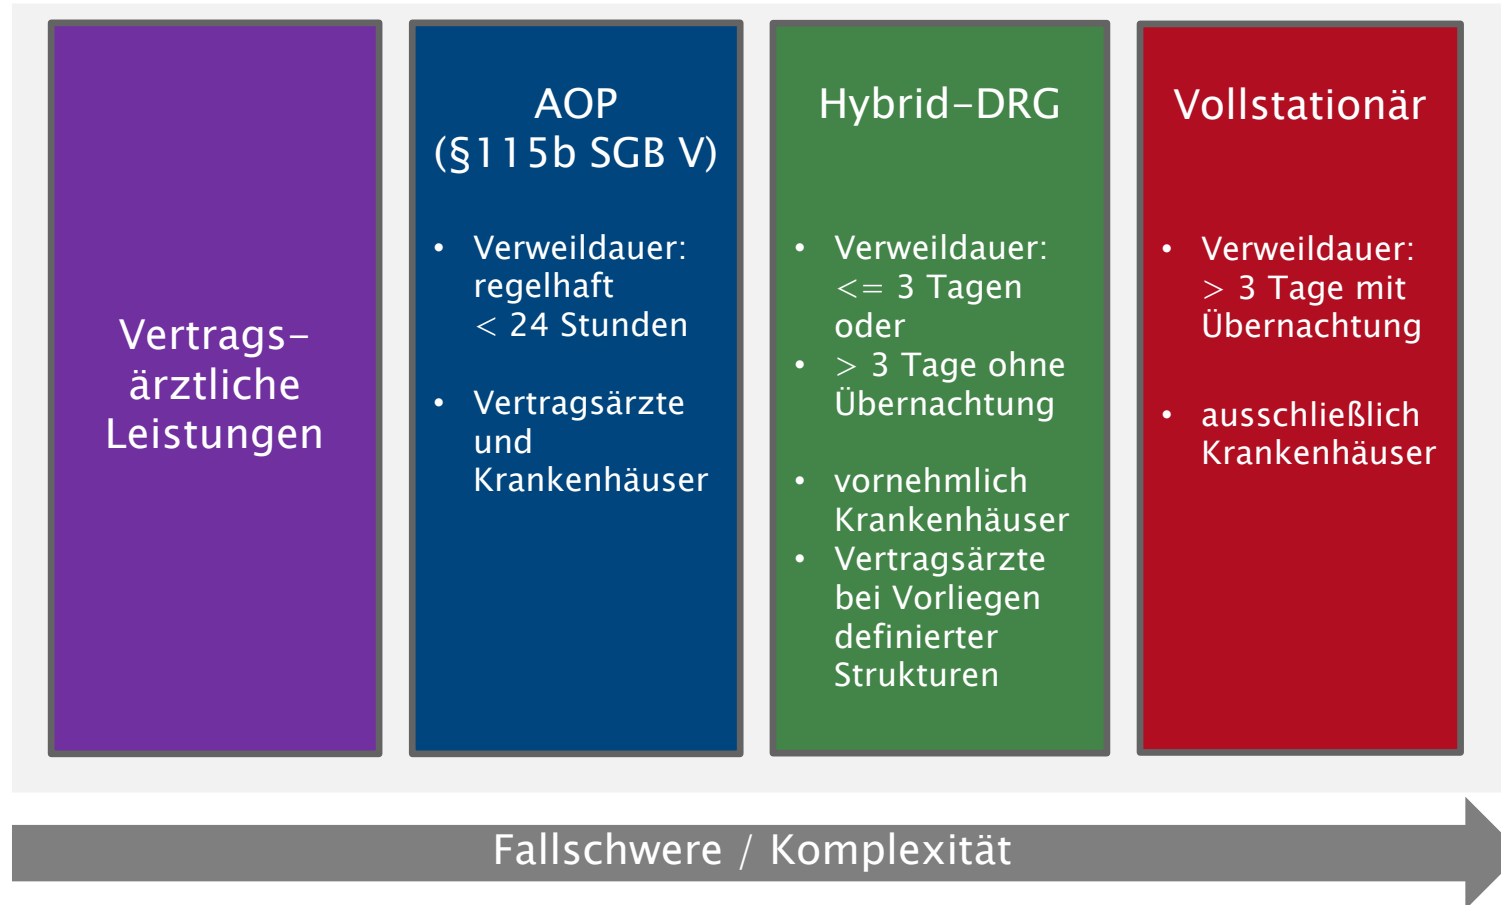 Vertrags-
ärztliche
Leistungen
AOP
(§115b SGB V)
• Verweildauer:
regelhaft
< 24 Stunden
• Vertragsärzte
und
Krankenhäuser
Hybrid-DRG
• Verweildauer:
<= 3 Tagen
oder
• > 3 Tage ohne
Übernachtung
• vornehmlich
Krankenhäuser
• Vertragsärzte
bei Vorliegen
definierter
Strukturen
Vollstationär
• Verweildauer:
> 3 Tage mit
Übernachtung
• ausschließlich
Krankenhäuser
Fallschwere / Komplexität